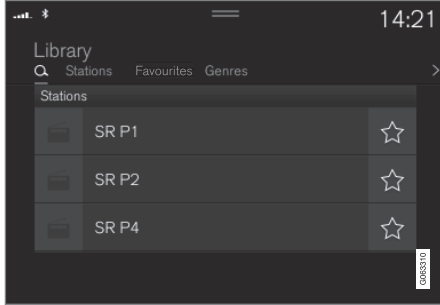 14:21
Library
Stations Favourites Genres
Stations
SR P1
SR P2
SR P4
G063310